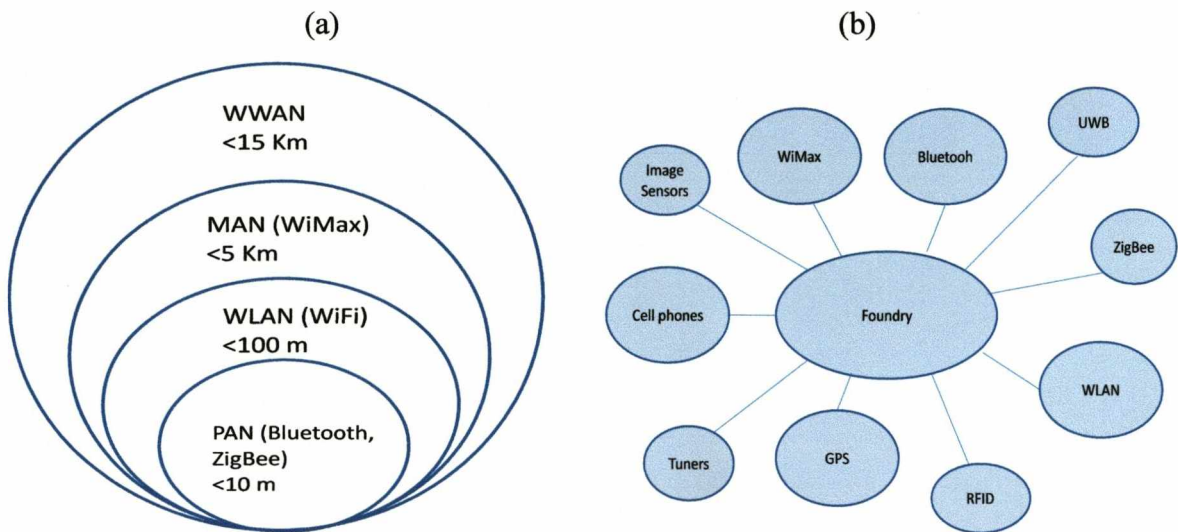 (a)
WWAN
<15 Km
MAN (WiMax)
<5 Km
WLAN (WiFi)
<100 m
PAN (Bluetooth,
ZigBee)
<10 m
(b)
UWB
WiMax
Bluetooh
Image
Sensors
ZigBee
Cell phones
Foundry
WLAN
Tuners
GPS
RFID